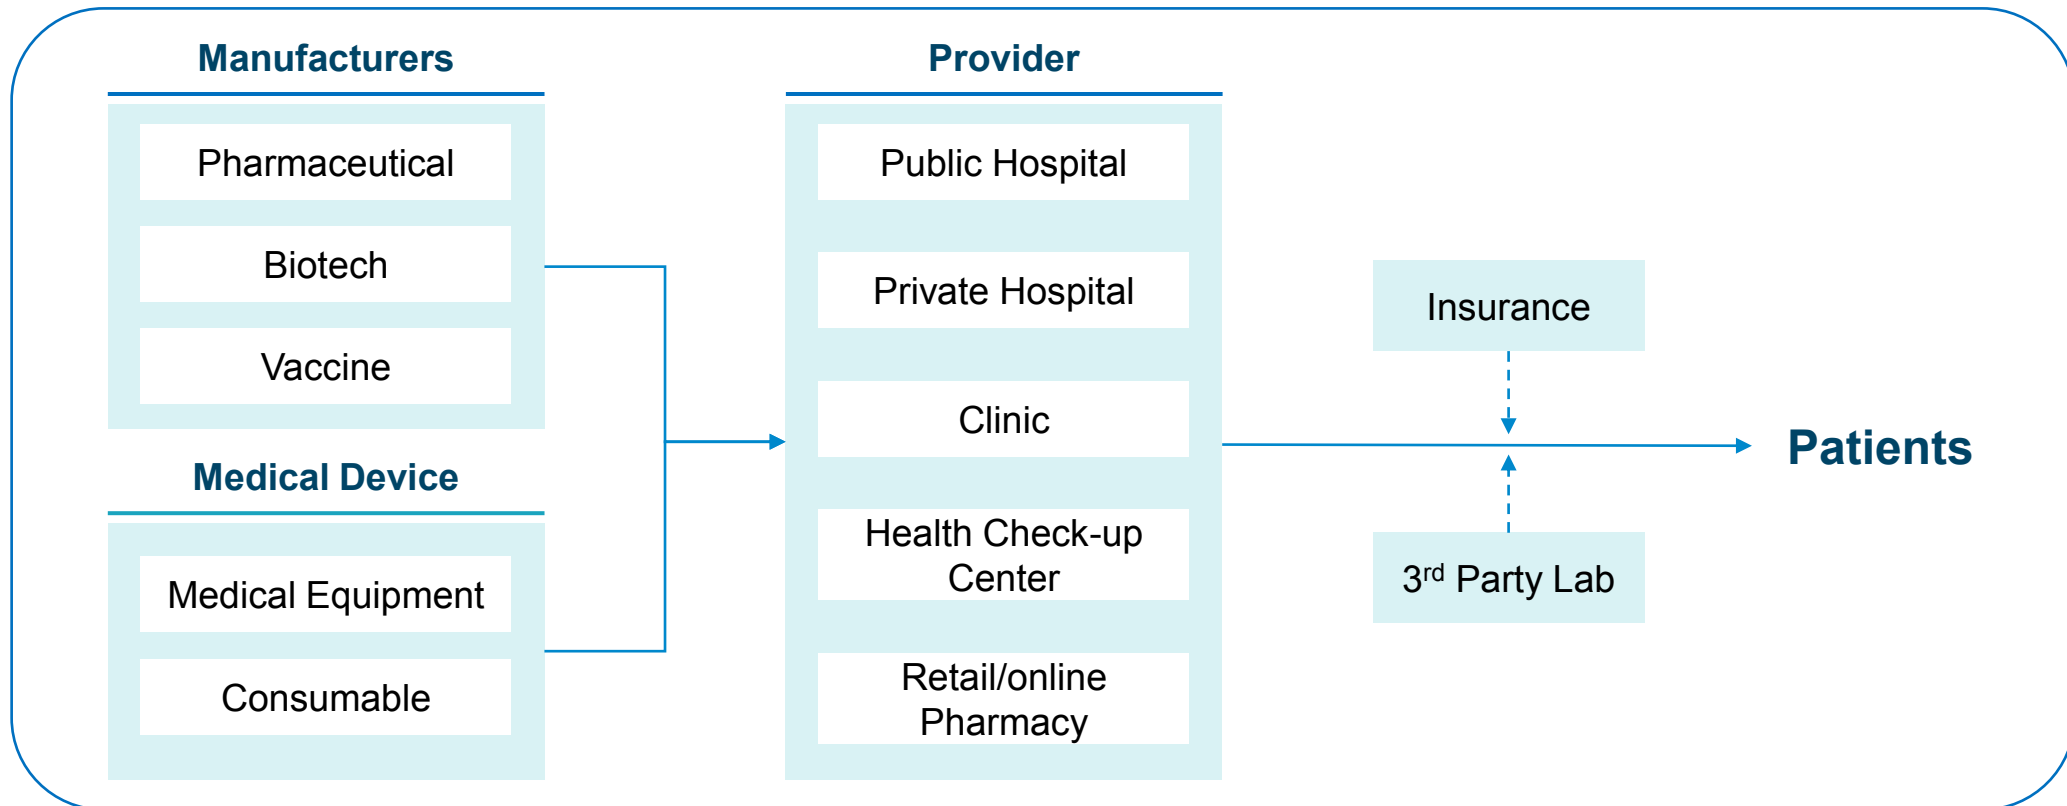 Manufacturers
Pharmaceutical
Biotech
Vaccine
Medical Device
Medical Equipment
Consumable
Provider
Public Hospital
Private Hospital
Clinic
Health Check-up
Center
Retail/online
Pharmacy
Insurance
3rd Party Lab
Patients